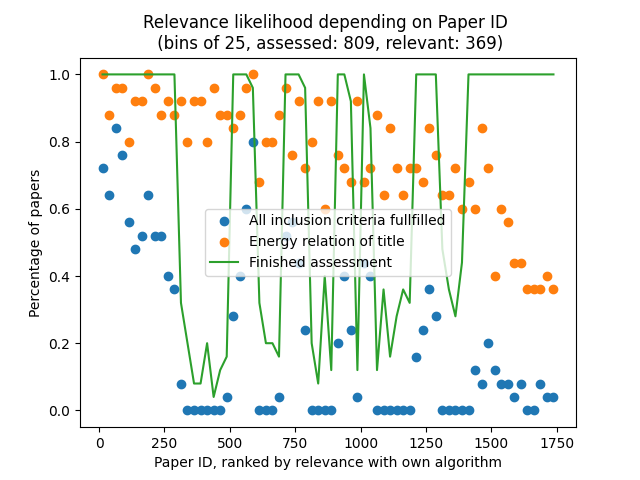 Relevance likelihood depending on Paper ID
(bins of 25, assessed: 809, relevant: 369)
1.0
0.8
0.6
0.4
0.2
0.0
Percentage of papers
All inclusion criteria fullfilled
Energy relation of title
Finished assessment
0 250 500 750 1000 1250 1500 1750
Paper ID, ranked by relevance with own algorithm